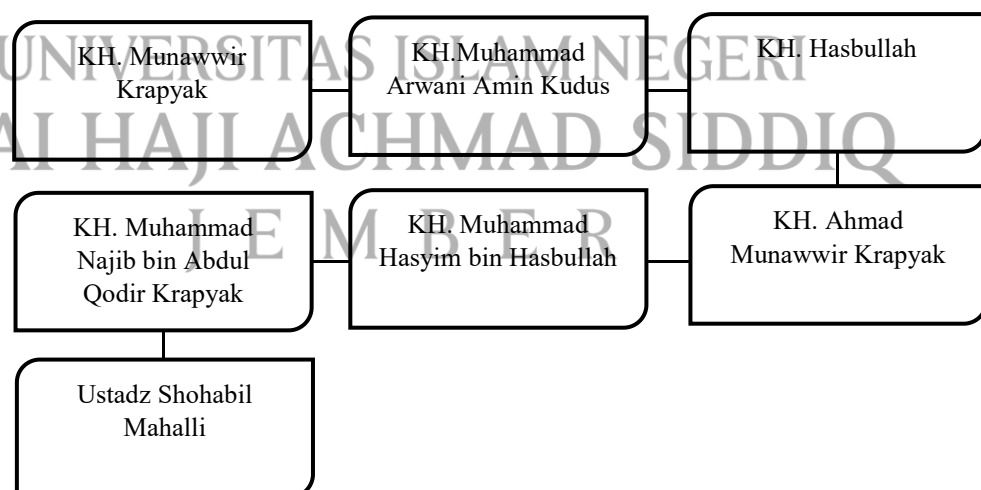 UNIVERSITAS ISLAM NEGERI
AI HAJI ACHMAD SIDDIQ
J E M B E R
KH. Munawwir
Krapyak
KH.Muhammad
Arwani Amin Kudus
KH. Hasbullah
KH. Muhammad
Najib bin Abdul
Qodir Krapyak
KH. Muhammad
Hasyim bin Hasbullah
KH. Ahmad
Munawwir Krapyak
Ustadz Shohabil
Mahalli